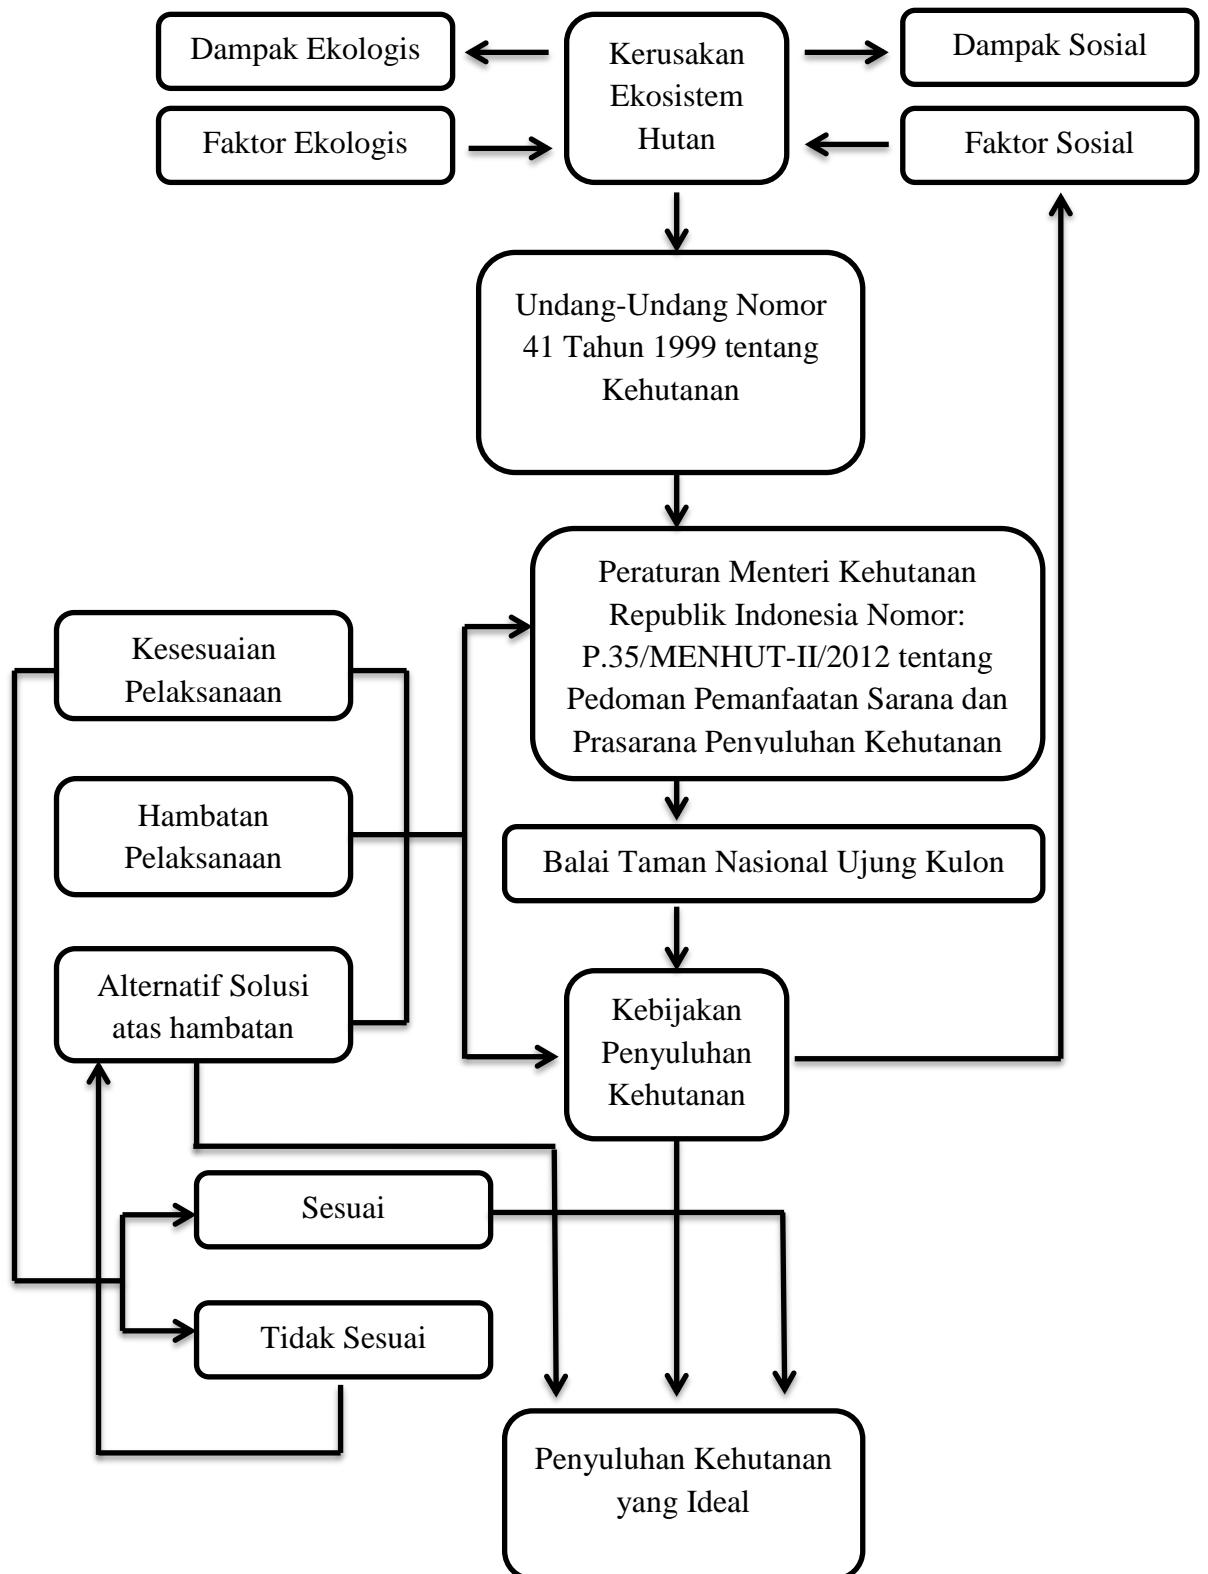 Dampak Ekologis
Kerusakan
Ekosistem
Hutan
Dampak Sosial
Faktor Ekologis
Faktor Sosial
Undang-Undang Nomor
41 Tahun 1999 tentang
Kehutanan
Peraturan Menteri Kehutanan
Republik Indonesia Nomor:
P.35/MENHUT-II/2012 tentang
Pedoman Pemanfaatan Sarana dan
Prasarana Penyuluhan Kehutanan
Kesesuaian
Pelaksanaan
Hambatan
Pelaksanaan
Balai Taman Nasional Ujung Kulon
Alternatif Solusi
atas hambatan
Kebijakan
Penyuluhan
Kehutanan
Sesuai
Tidak Sesuai
Penyuluhan Kehutanan
yang Ideal